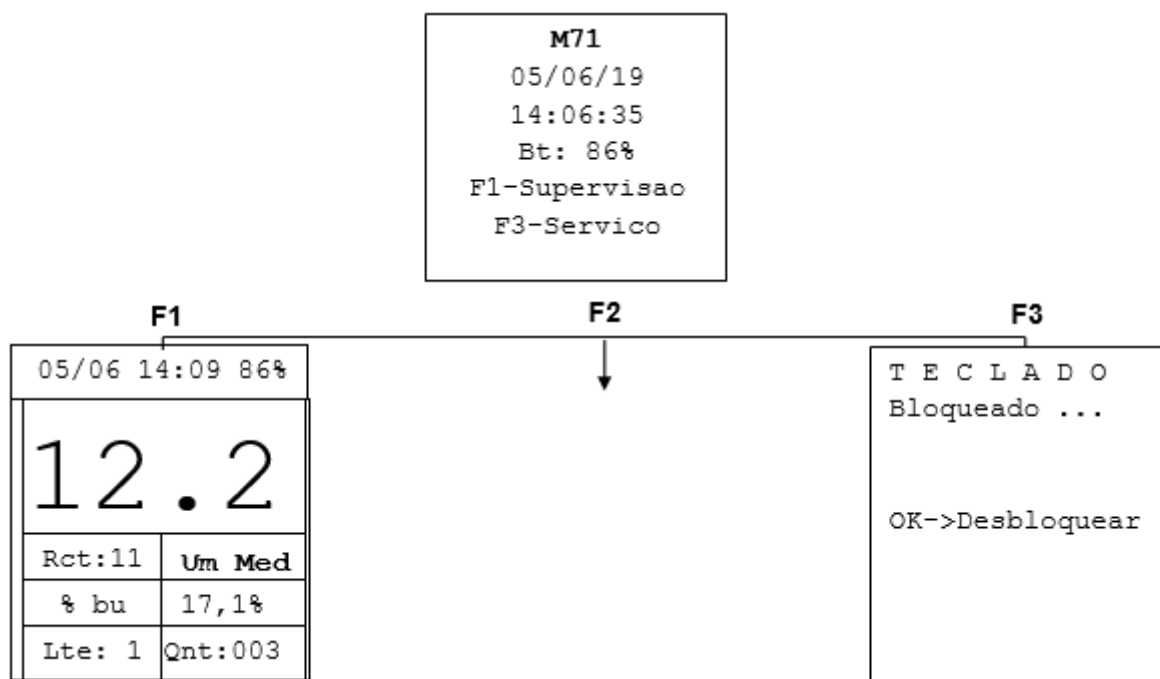 M71
05/06/19
14:06:35
Bt: 86%
F1-Supervisao
F3-Servico
F1
F2
F3
05/06 14:09 86%
12.2
Rct:11
Um Med
% bu
17,1%
Lte: 1
Qnt:003
T E C L A D O
Bloqueado ...
OK->Desbloquear